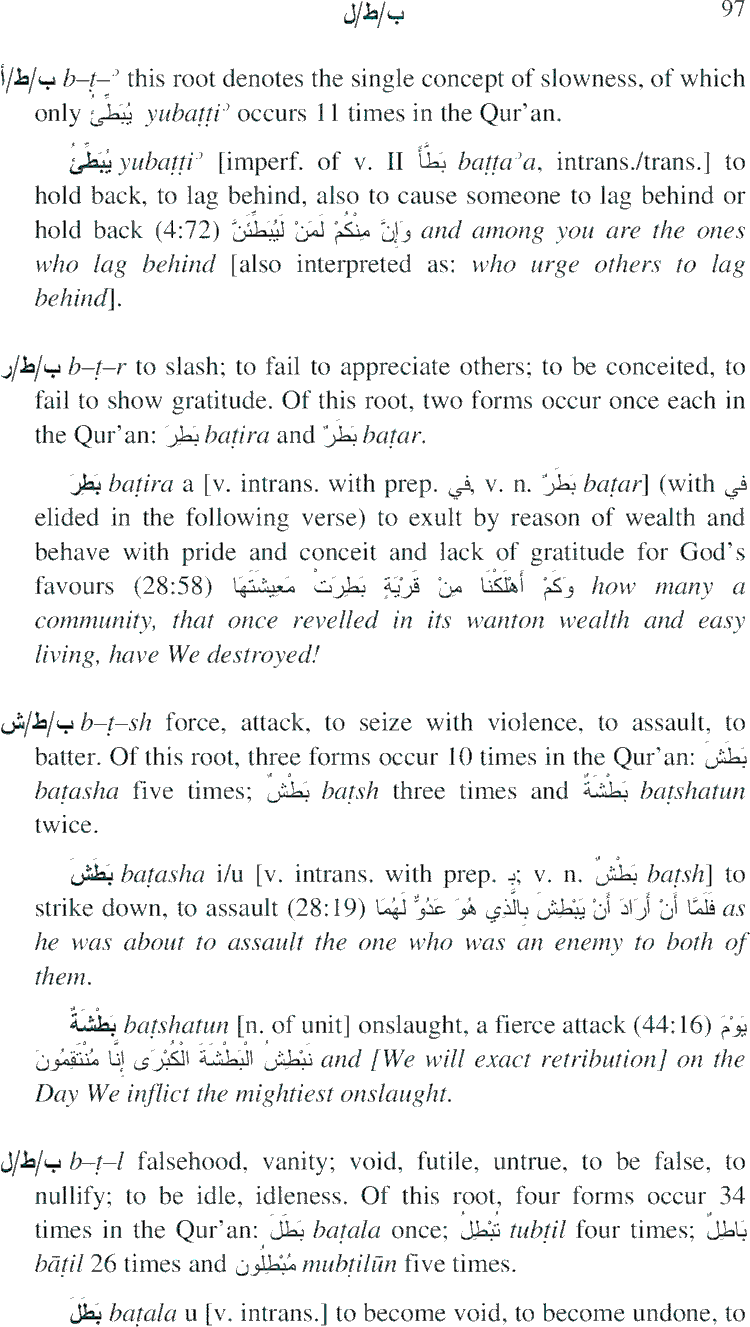 ب/ط/ل 97
ب/ط/أ b–ṭ–ʾ this root denotes the single concept of slowness, of which
only يُبَطِّئُ yubaṭṭiʾ occurs 11 times in the Qur'an.
يُبَطِّئُ yubaṭṭiʾ [imperf. of v. II بَطَّأَ baṭṭaʾa, intrans./trans.] to
hold back, to lag behind, also to cause someone to lag behind or
hold back (4:72) وَإِنَّ مِنْكُمْ لَمَنْ لَيُبَطِّئَنَّ and among you are the ones
who lag behind [also interpreted as: who urge others to lag
behind].
ب/ط/ر b–ṭ–r to slash; to fail to appreciate others; to be conceited, to
fail to show gratitude. Of this root, two forms occur once each in
the Qur'an: بَطِرَ baṭira and بَطَرٌ baṭar.
بَطِرَ baṭira a [v. intrans. with prep. في, v. n. بَطَرٌ baṭar] (with في
elided in the following verse) to exult by reason of wealth and
behave with pride and conceit and lack of gratitude for God's
favours (28:58) وَكَمْ أَهْلَكْنَا مِنْ قَرْيَةٍ بَطِرَتْ مَعِيشَتَهَا how many a
community, that once revelled in its wanton wealth and easy
living, have We destroyed!
ب/ط/ش b–ṭ–sh force, attack, to seize with violence, to assault, to
batter. Of this root, three forms occur 10 times in the Qur'an: بَطَشَ
baṭasha five times; بَطْشٌ baṭsh three times and بَطْشَةٌ baṭshatun
twice.
بَطَشَ baṭasha i/u [v. intrans. with prep. بِـ; v. n. بَطْشٌ baṭsh] to
strike down, to assault (28:19) فَلَمَّا أَنْ أَرَادَ أَنْ يَبْطِشَ بِالَّذِي هُوَ عَدُوٌّ لَهُمَا as
he was about to assault the one who was an enemy to both of
them.
بَطْشَةٌ baṭshatun [n. of unit] onslaught, a fierce attack (44:16) يَوْمَ
نَبْطِشُ الْبَطْشَةَ الْكُبْرَى إِنَّا مُنْتَقِمُونَ and [We will exact retribution] on the
Day We inflict the mightiest onslaught.
ب/ط/ل b–ṭ–l falsehood, vanity; void, futile, untrue, to be false, to
nullify; to be idle, idleness. Of this root, four forms occur 34
times in the Qur'an: بَطَلَ baṭala once; تُبْطِلُ tubṭil four times; بَاطِلٌ
bāṭil 26 times and مُبْطِلُون mubṭilūn five times.
بَطَلَ baṭala u [v. intrans.] to become void, to become undone, to